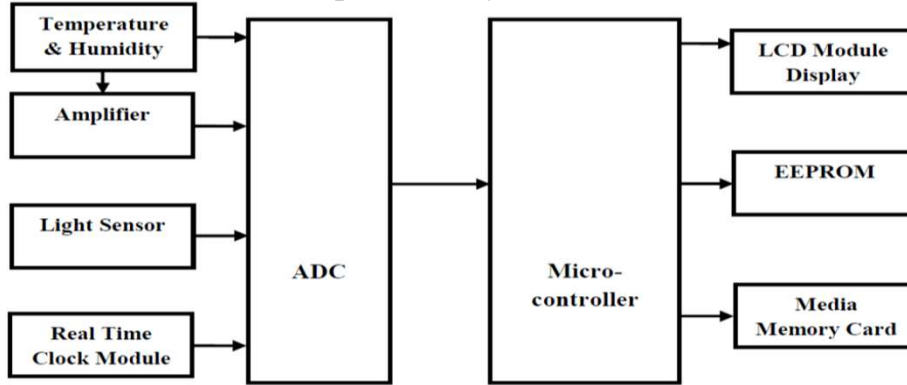 Temperature
& Humidity
Amplifier
Light Sensor
Real Time
Clock Module
ADC
Micro-
controller
LCD Module
Display
EEPROM
Media
Memory Card